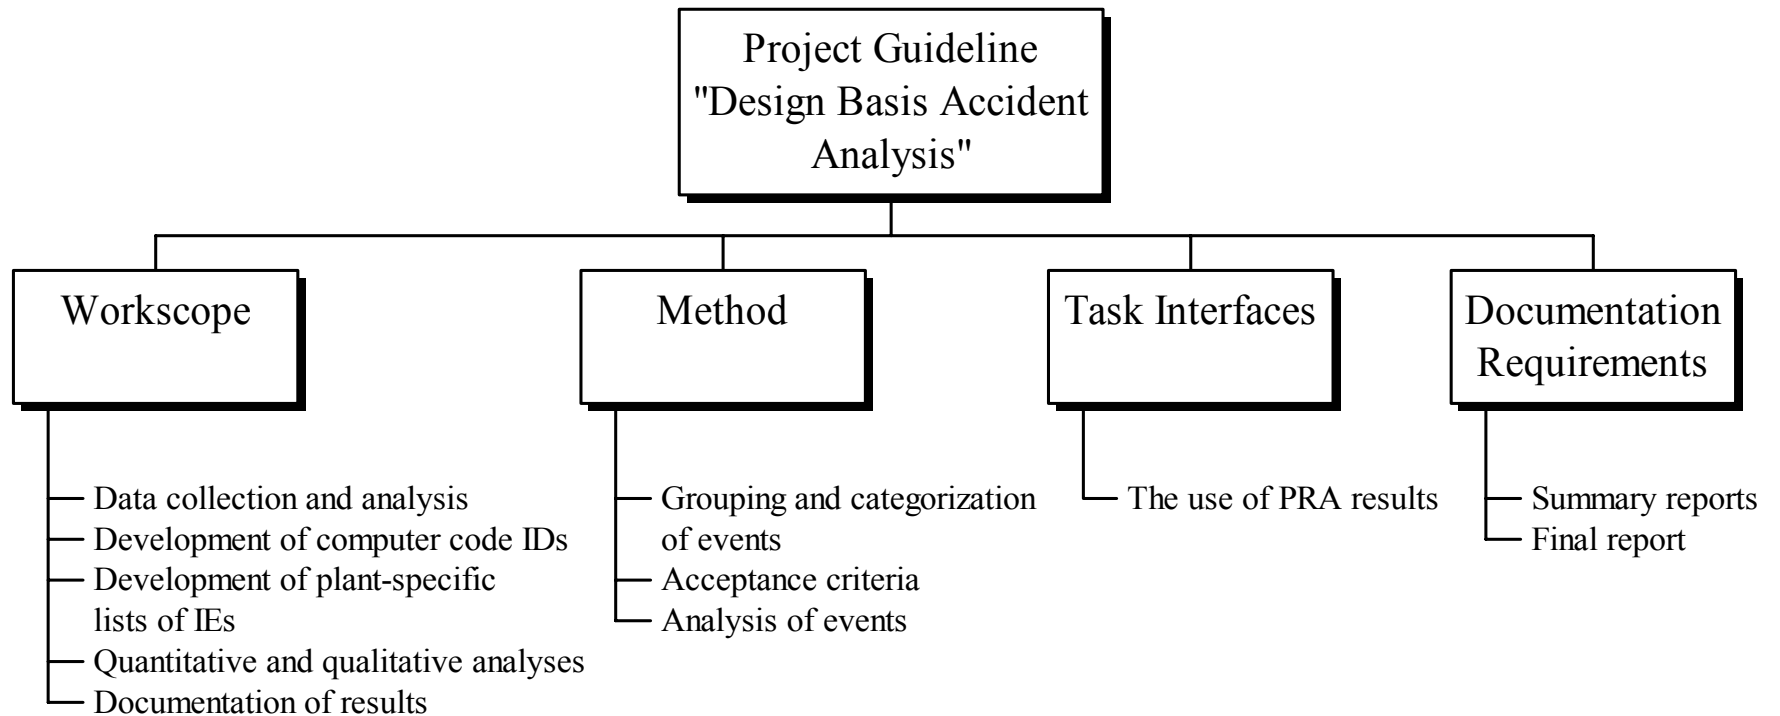 Project Guideline
"Design Basis Accident
Analysis"
Workscope
Data collection and analysis
Development of computer code IDs
Development of plant-specific
lists of IEs
Quantitative and qualitative analyses
Documentation of results
Method
Grouping and categorization
of events
Acceptance criteria
Analysis of events
Task Interfaces
The use of PRA results
Documentation
Requirements
Summary reports
Final report